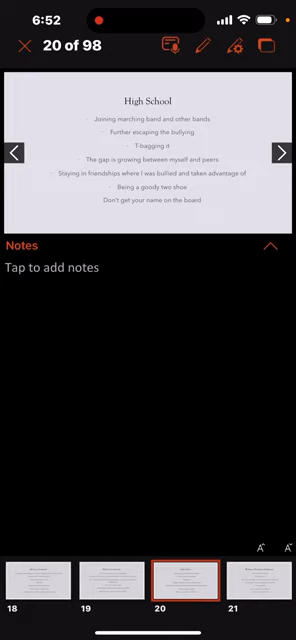 6:52
20 of 98
High School
Joining marching band and other bands
Further escaping the bullying
T-bagging it
The gap is growing between myself and peers
Staying in friendships where I was bullied and taken advantage of
Being a goody two shoe
Don't get your name on the board
Notes
Tap to add notes
A A
18 19 20 21